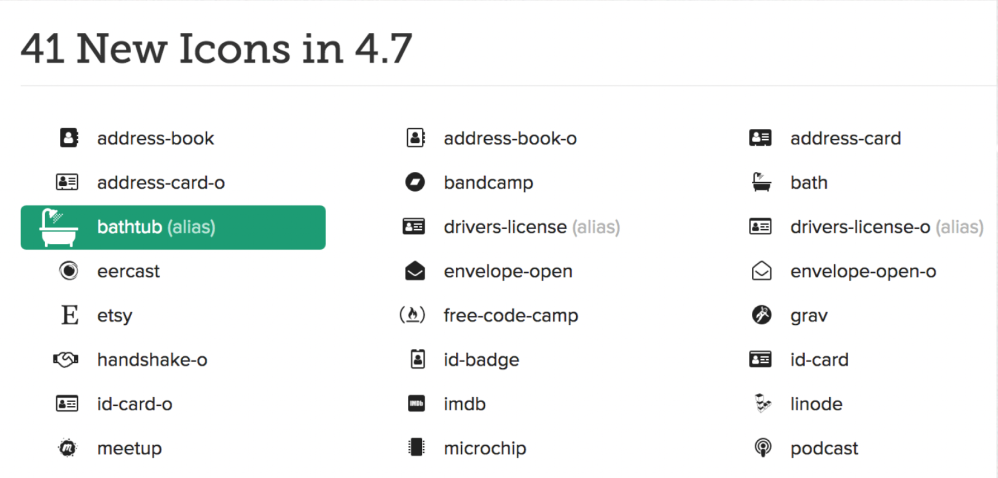 41 New Icons in 4.7
address-book address-book-o address-card
address-card-o bandcamp bath
bathtub (alias) drivers-license (alias) drivers-license-o (alias)
eercast envelope-open envelope-open-o
E etsy free-code-camp grav
handshake-o id-badge id-card
id-card-o IMDb imdb linode
m meetup microchip podcast